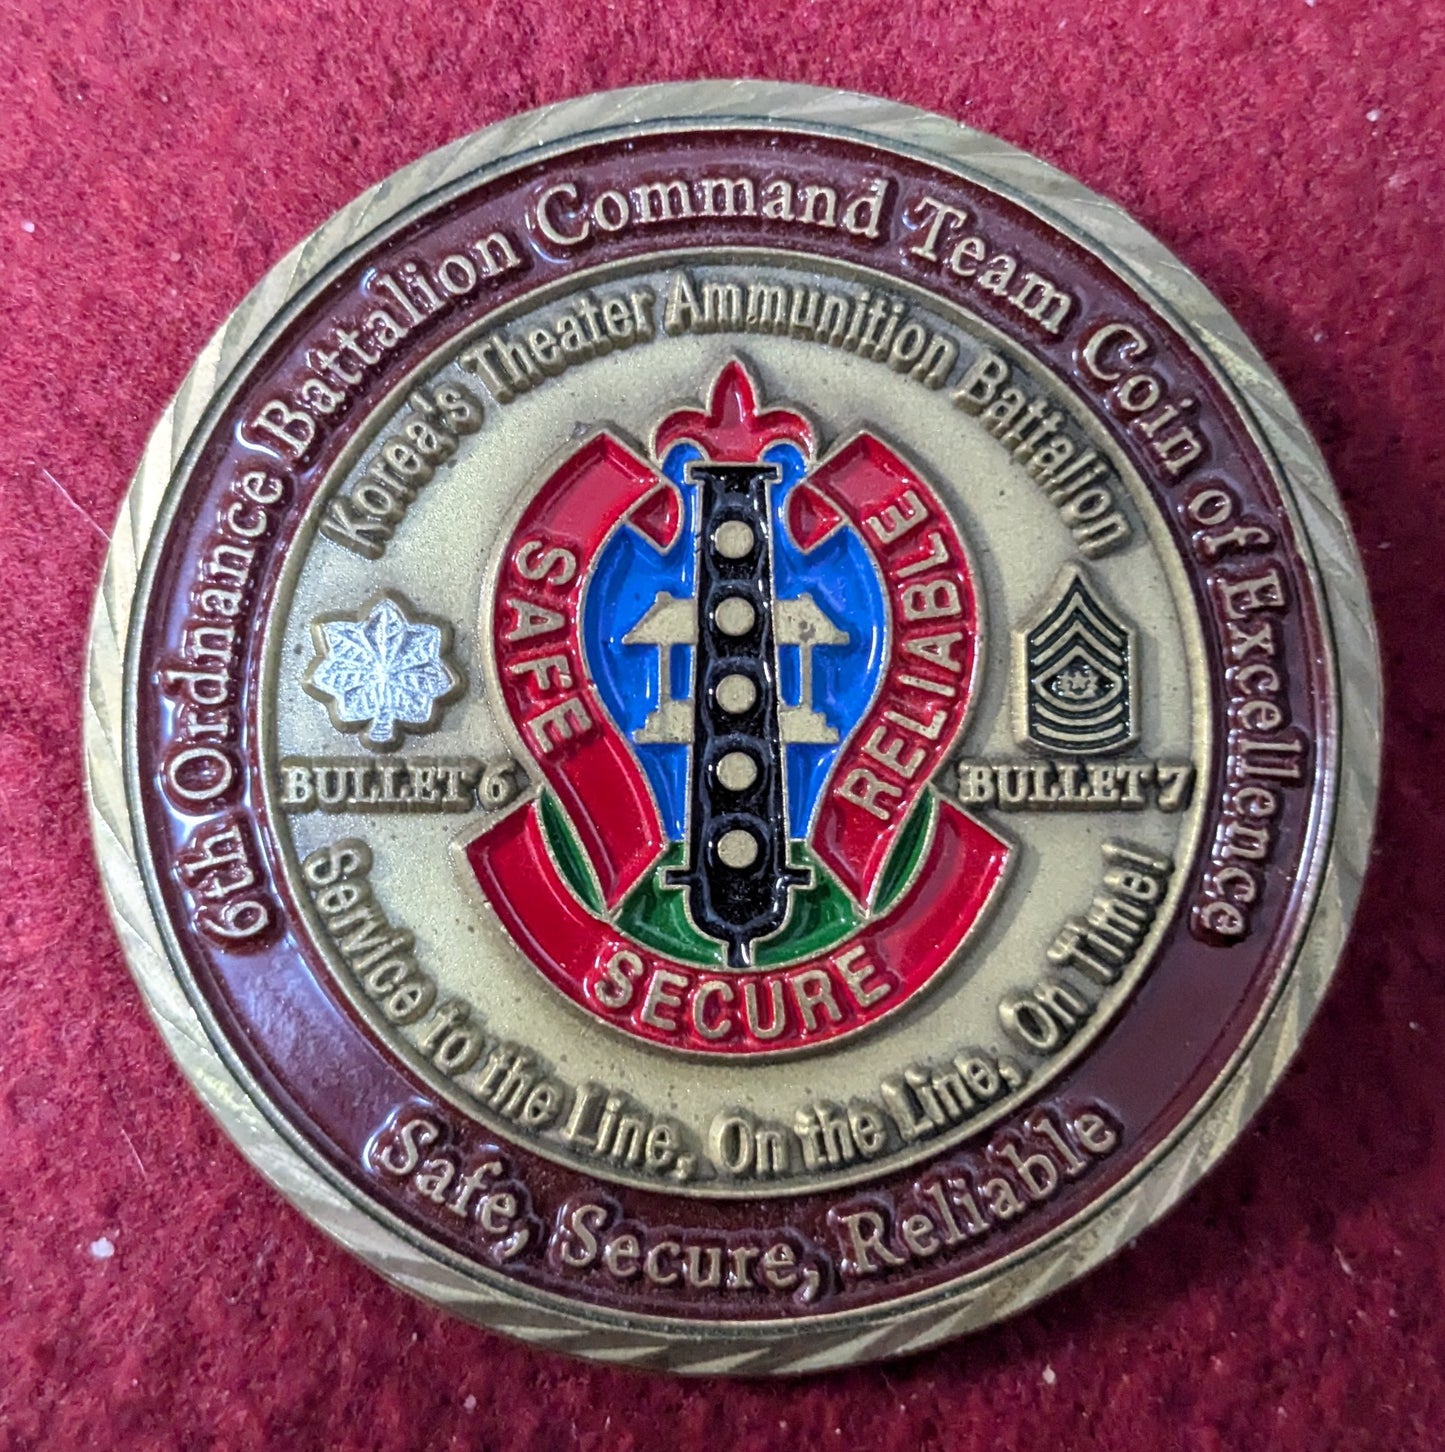 6th Ordnance Battalion Command Team Coin of Excellence
Korea's Theater Ammunition Battalion
SAFE
RELIABLE
BULLET 6
BULLET 7
SECURE
Service to the Line, On the Line, On Time!
Safe, Secure, Reliable